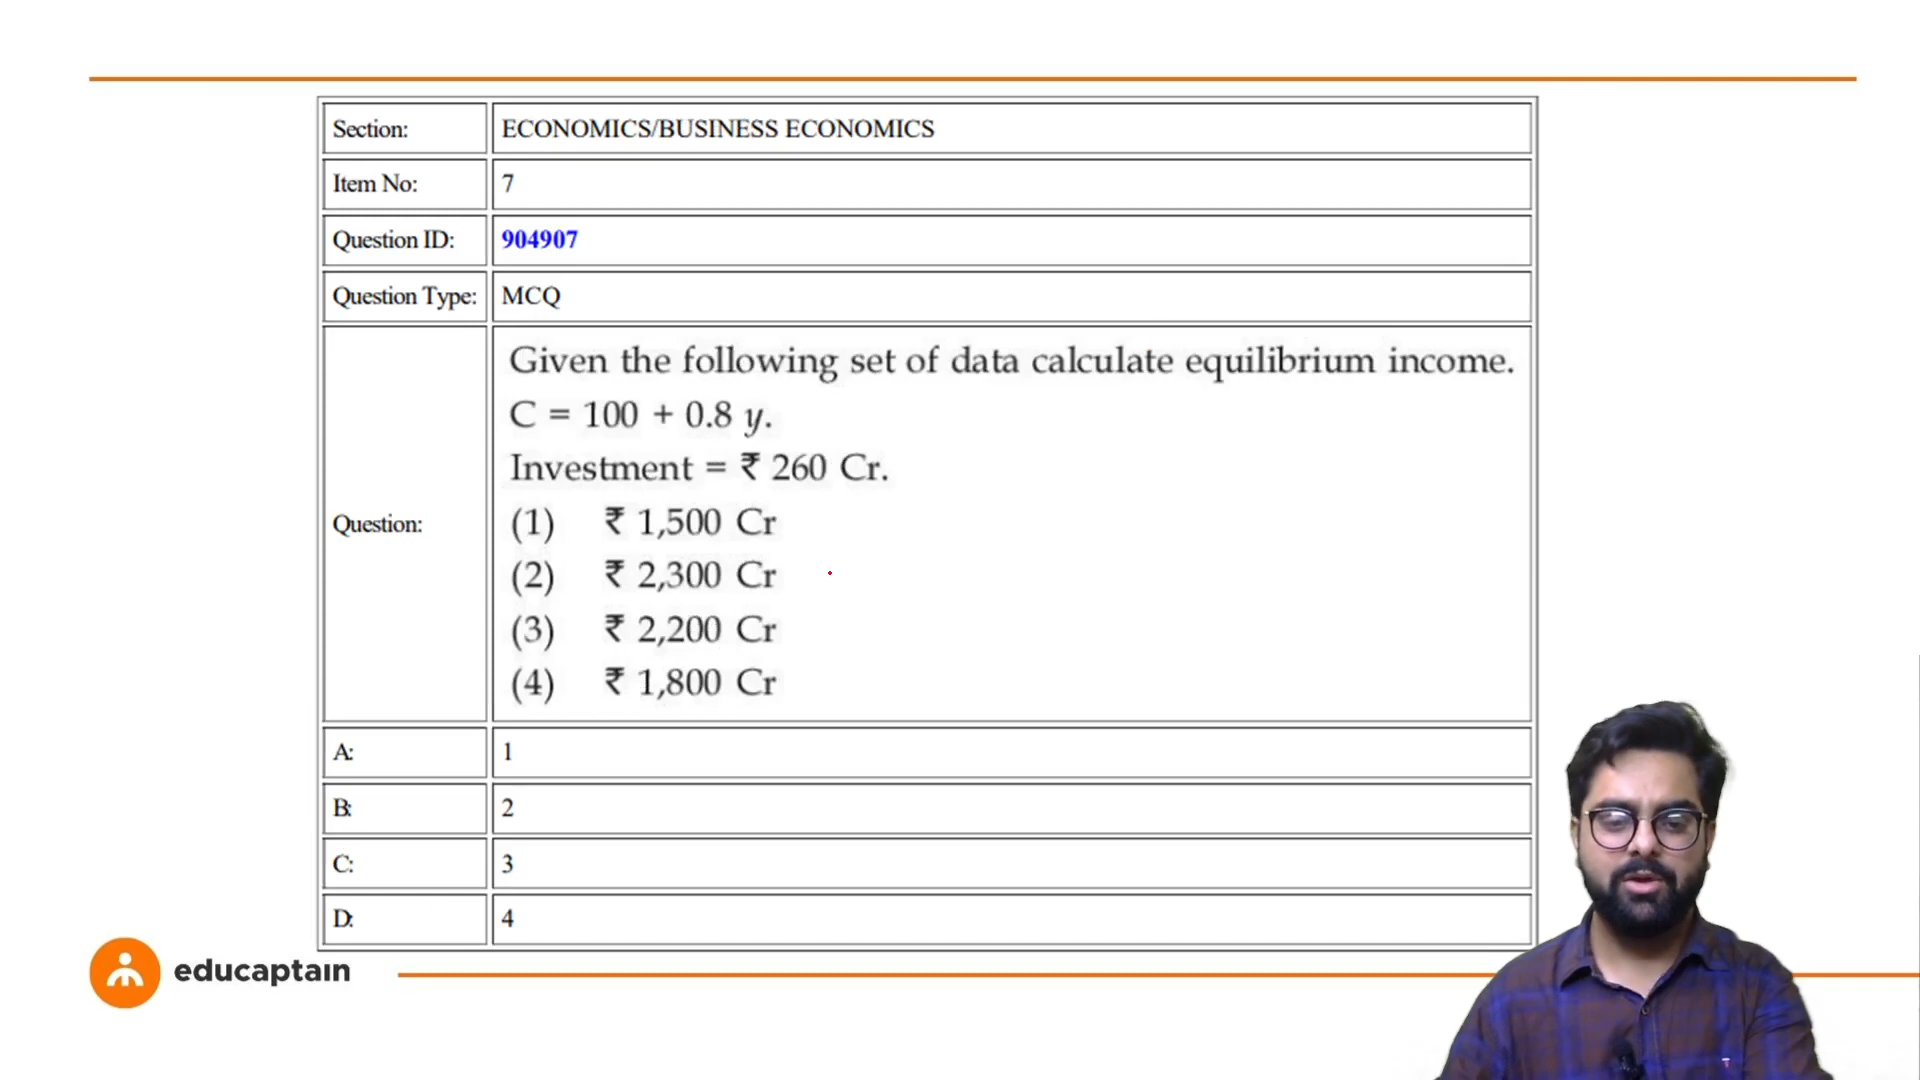 Section: ECONOMICS/BUSINESS ECONOMICS
Item No: 7
Question ID: 904907
Question Type: MCQ
Question:
Given the following set of data calculate equilibrium income.
C = 100 + 0.8 y.
Investment = ₹ 260 Cr.
(1) ₹ 1,500 Cr
(2) ₹ 2,300 Cr
(3) ₹ 2,200 Cr
(4) ₹ 1,800 Cr
A: 1
B: 2
C: 3
D: 4
educaptain